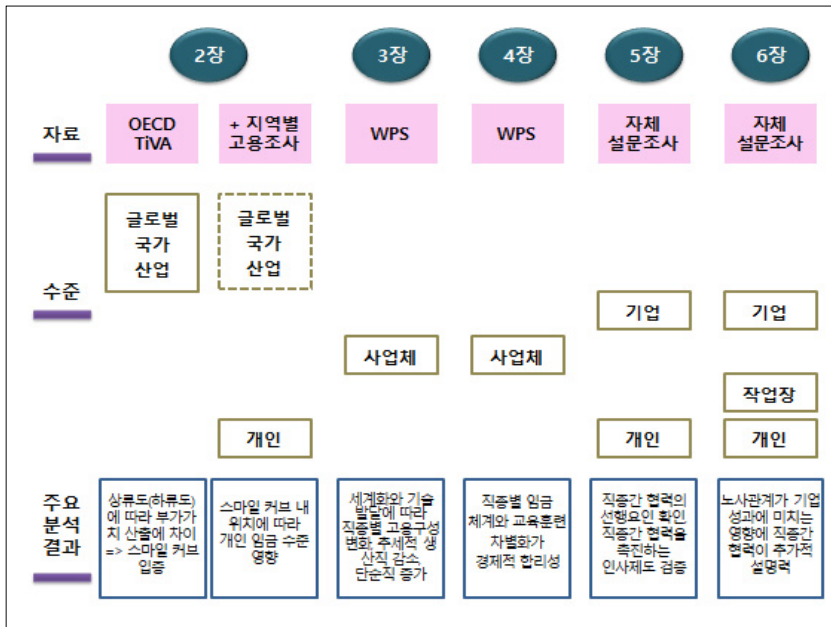 2장
3장
4장
5장
6장
자료
OECD
TiVA
+ 지역별
고용조사
WPS
WPS
자체
설문조사
자체
설문조사
수준
글로벌
국가
산업
글로벌
국가
산업
기업
기업
사업체
사업체
작업장
개인
개인
개인
주요
분석
결과
상류도(하류도)
에 따라 부가가
치 산출에 차이
=> 스마일 커브
입증
스마일 커브 내
위치에 따라
개인 임금 수준
영향
세계화와 기술
발달에 따라
직종별 고용구성
변화, 추세적 생
산직 감소,
단순직 증가
직종별 임금
체계와 교육훈련
차별화가
경제적 합리성
직종간 협력의
선행요인 확인,
직종간 협력을
촉진하는
인사제도 검증
노사관계가 기업
성과에 미치는
영향에 직종간
협력이 추가적
설명력